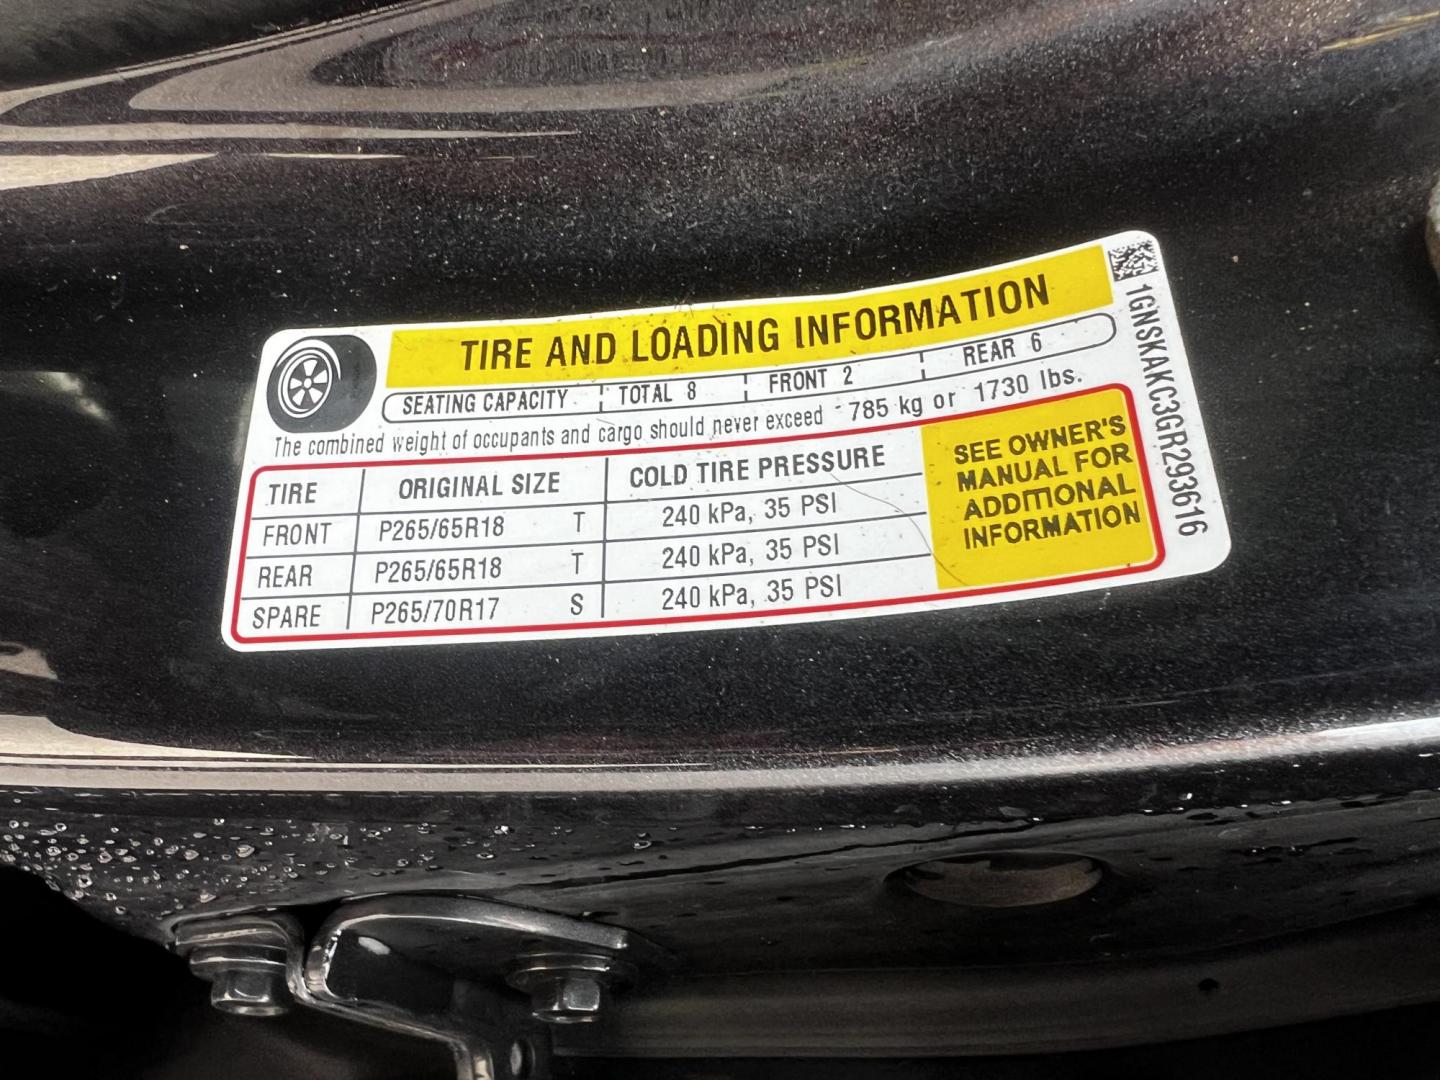 TIRE AND LOADING INFORMATION
SEATING CAPACITY TOTAL 8 FRONT 2 REAR 6
The combined weight of occupants and cargo should never exceed 785 kg or 1730 lbs.
TIRE ORIGINAL SIZE COLD TIRE PRESSURE
FRONT P265/65R18 T 240 kPa, 35 PSI
REAR P265/65R18 T 240 kPa, 35 PSI
SPARE P265/70R17 S 240 kPa, 35 PSI
SEE OWNER'S
MANUAL FOR
ADDITIONAL
INFORMATION
1GNSKAKC3GR293616